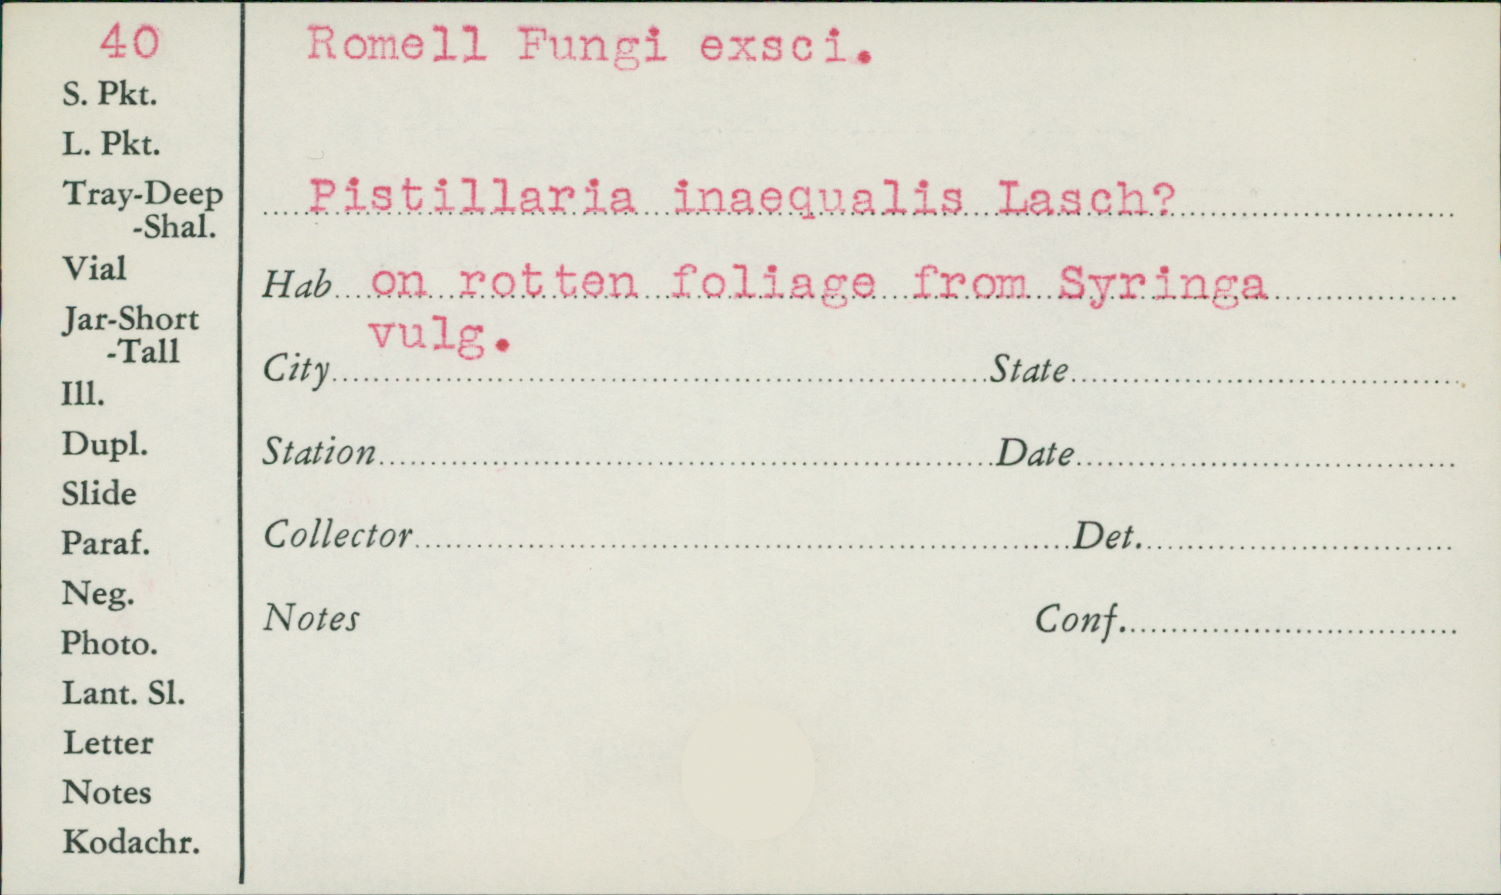 40
S. Pkt.
L. Pkt.
Tray-Deep
-Shal.
Vial
Jar-Short
-Tall
Ill.
Dupl.
Slide
Paraf.
Neg.
Photo.
Lant. Sl.
Letter
Notes
Kodachr.
Romell Fungi exsci.
Pistillaria inaequalis Lasch?
Hab on rotten foliage from Syringa
vulg.
City State
Station Date
Collector Det.
Notes Conf.